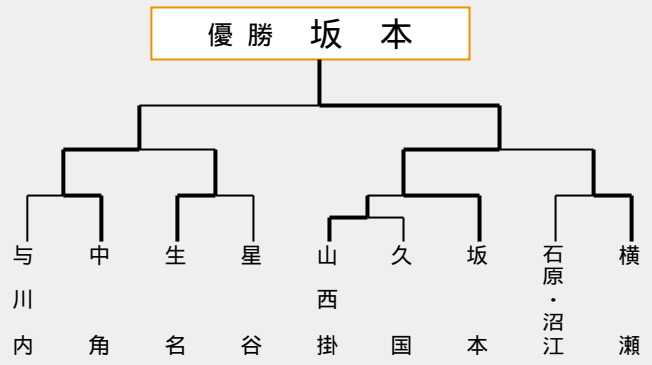 優勝 坂本
与川内
中角
生名
星谷
山西掛
久国
坂本
石原・沼江
横瀬